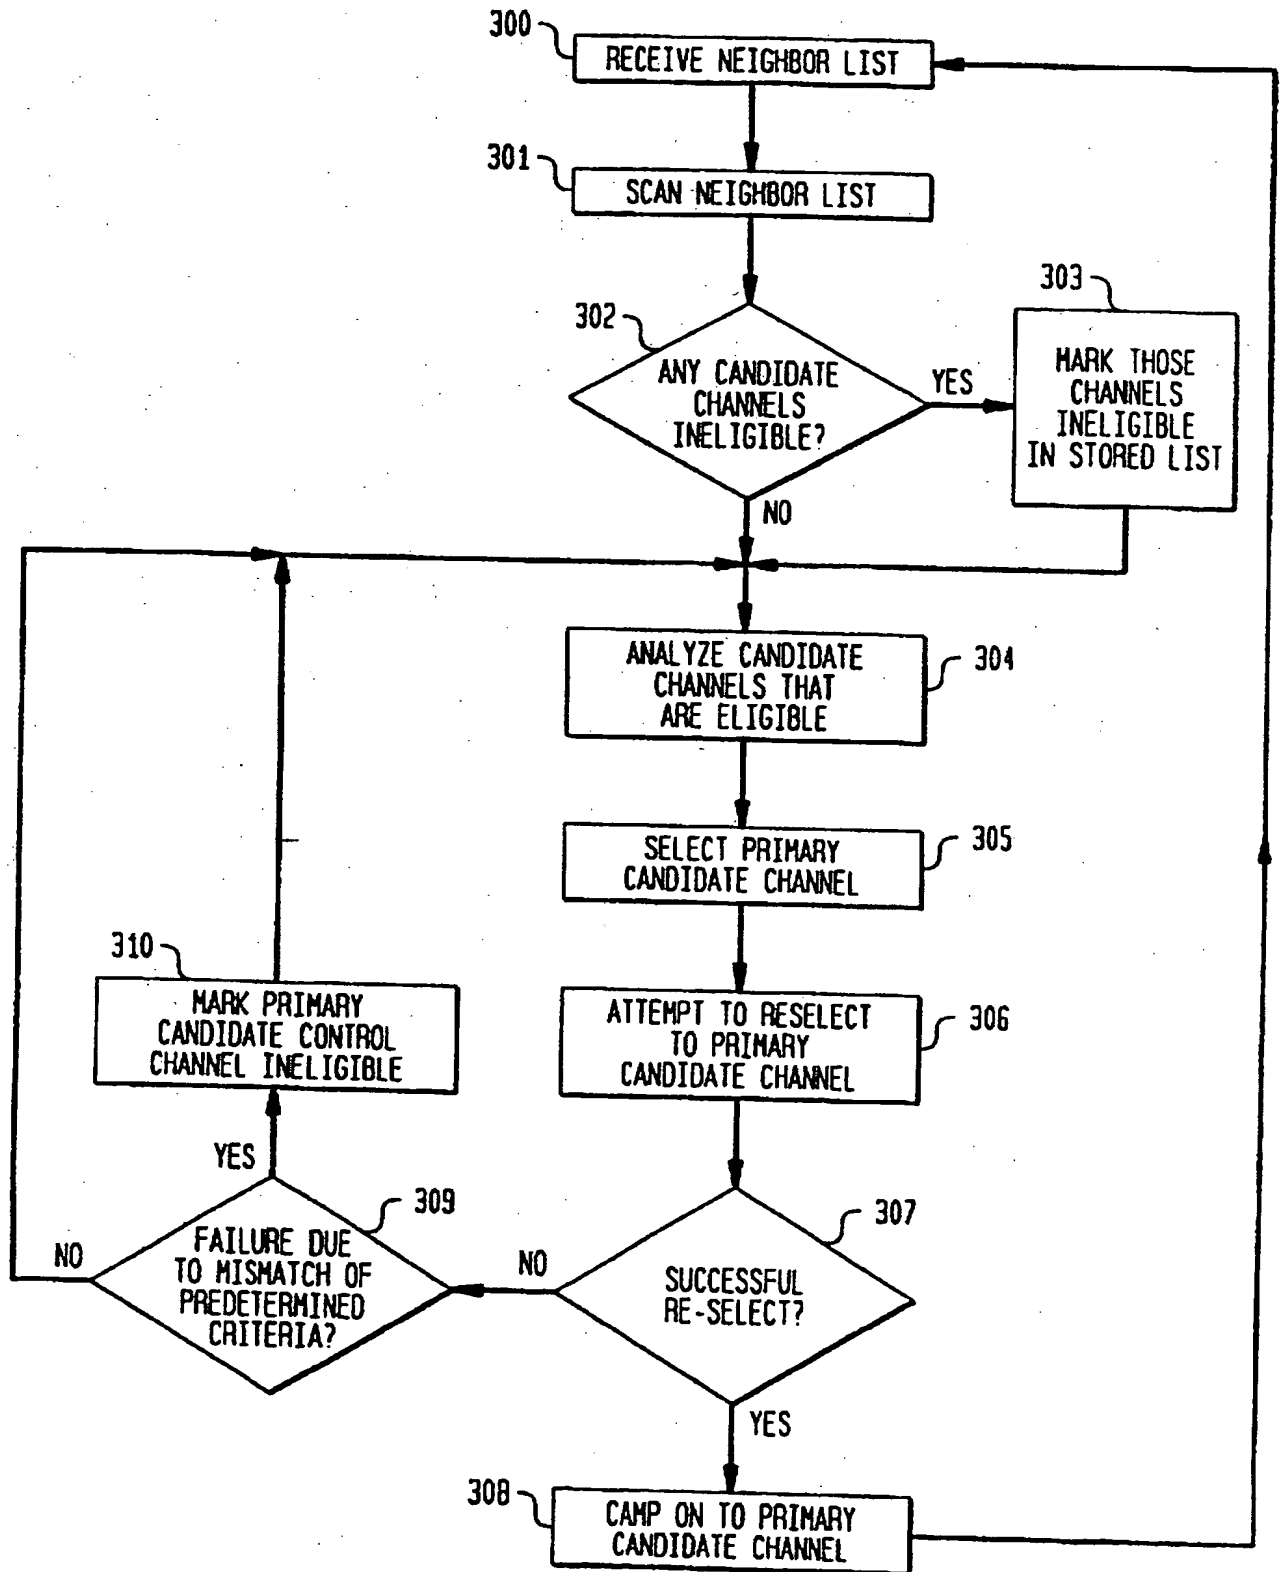 300
RECEIVE NEIGHBOR LIST
301
SCAN NEIGHBOR LIST
302
ANY CANDIDATE
CHANNELS
INELIGIBLE?
YES
NO
303
MARK THOSE
CHANNELS
INELIGIBLE
IN STORED LIST
ANALYZE CANDIDATE
CHANNELS THAT
ARE ELIGIBLE
304
SELECT PRIMARY
CANDIDATE CHANNEL
305
ATTEMPT TO RESELECT
TO PRIMARY
CANDIDATE CHANNEL
306
307
SUCCESSFUL
RE-SELECT?
NO
YES
309
FAILURE DUE
TO MISMATCH OF
PREDETERMINED
CRITERIA?
NO
YES
310
MARK PRIMARY
CANDIDATE CONTROL
CHANNEL INELIGIBLE
308
CAMP ON TO PRIMARY
CANDIDATE CHANNEL